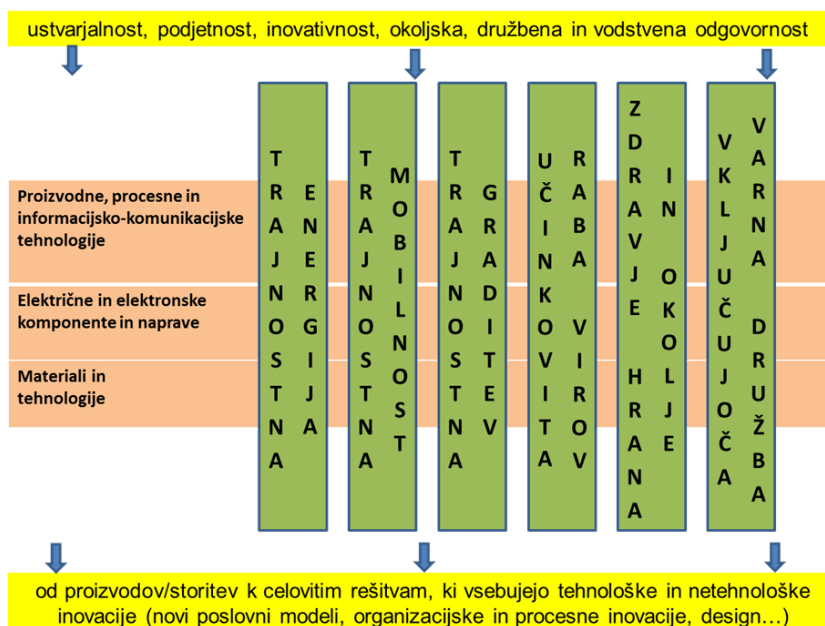 ustvarjalnost, podjetnost, inovativnost, okoljska, družbena in vodstvena odgovornost
Proizvodne, procesne in
informacijsko-komunikacijske
tehnologije
Električne in elektronske
komponente in naprave
Materiali in
tehnologije
TRAJNOSTNA
ENERGIJA
TRAJNOSTNA
MOBILNOST
TRAJNOSTNA
GRADITEV
UČINKOVITA
RABA VIROV
ZDRAVJE HRANA
IN OKOLJE
VKLJUČUJOČA
VARNA DRUŽBA
od proizvodov/storitev k celovitim rešitvam, ki vsebujejo tehnološke in netehnološke
inovacije (novi poslovni modeli, organizacijske in procesne inovacije, design…)